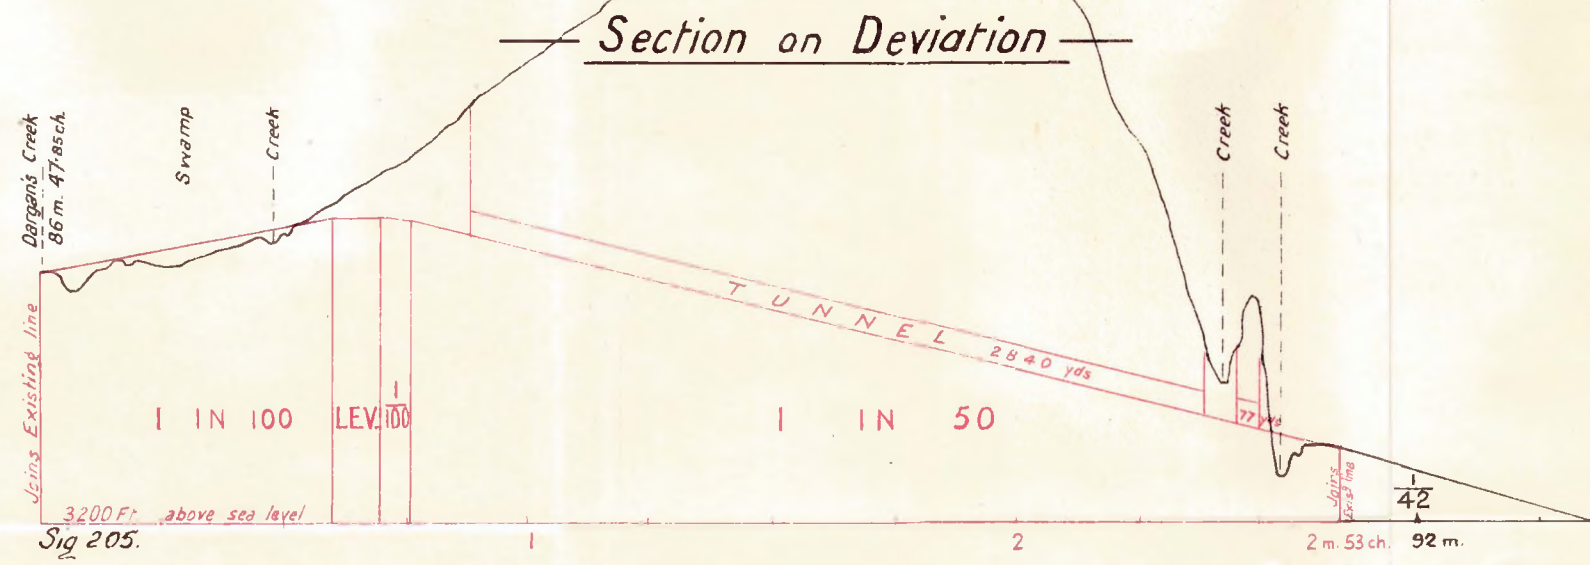 Section on Deviation
Dargan's Creek
86 m. 47·85 ch.
Swamp
Creek
Creek
Creek
Joins Existing line
TUNNEL 2840 yds
1 IN 100
LEV.
1/100
1 IN 50
77 yds
Joins
Exist'g line
1/42
3200 Ft above sea level
Sig 205.
1
2
2 m. 53 ch.
92 m.